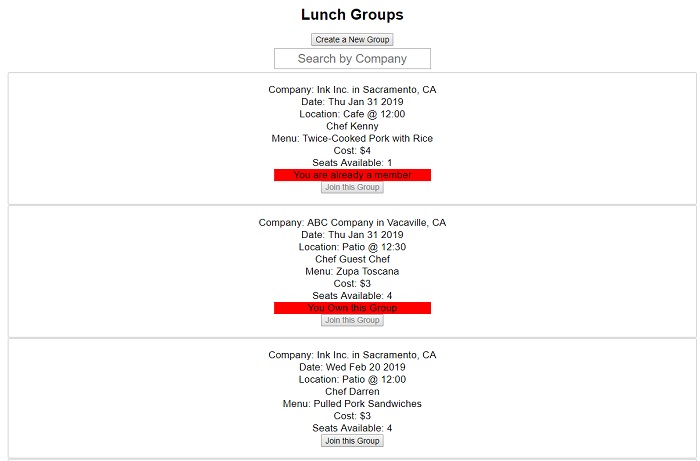 Lunch Groups
Create a New Group
Search by Company
Company: Ink Inc. in Sacramento, CA
Date: Thu Jan 31 2019
Location: Cafe @ 12:00
Chef Kenny
Menu: Twice-Cooked Pork with Rice
Cost: $4
Seats Available: 1
You are already a member
Join this Group
Company: ABC Company in Vacaville, CA
Date: Thu Jan 31 2019
Location: Patio @ 12:30
Chef Guest Chef
Menu: Zupa Toscana
Cost: $3
Seats Available: 4
You Own this Group
Join this Group
Company: Ink Inc. in Sacramento, CA
Date: Wed Feb 20 2019
Location: Patio @ 12:00
Chef Darren
Menu: Pulled Pork Sandwiches
Cost: $3
Seats Available: 4
Join this Group